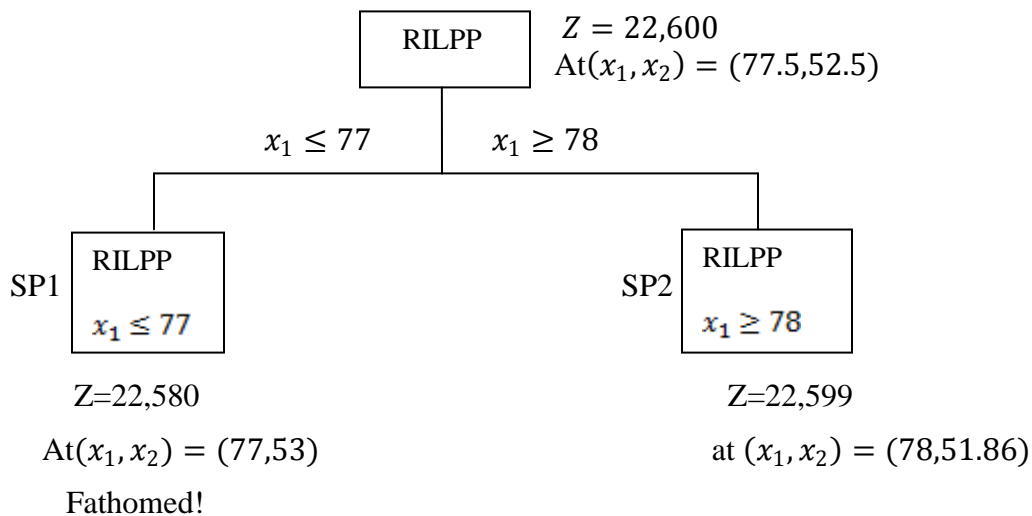 RILPP
Z = 22,600
At(x₁, x₂) = (77.5,52.5)
x₁ ≤ 77
x₁ ≥ 78
SP1
RILPP
x₁ ≤ 77
SP2
RILPP
x₁ ≥ 78
Z=22,580
At(x₁, x₂) = (77,53)
Fathomed!
Z=22,599
at (x₁, x₂) = (78,51.86)